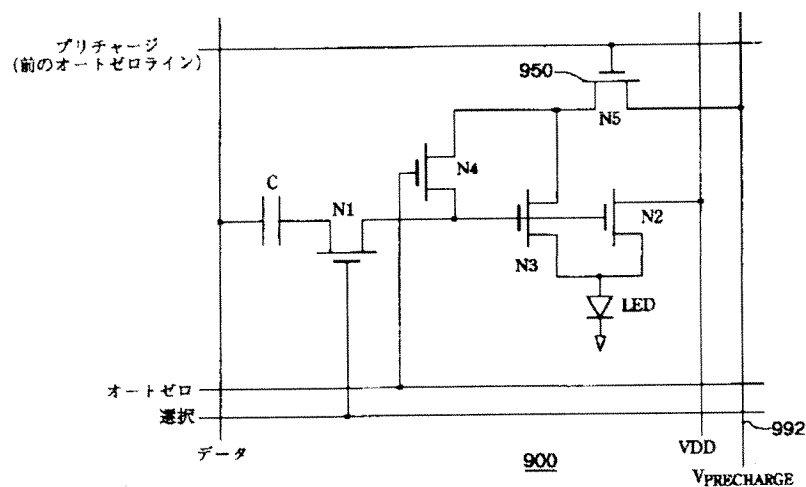 プリチャージ
(前のオートゼロライン)
950
N5
N4
C
N1
N2
N3
LED
オートゼロ
選択
992
データ
VDD
900
VPRECHARGE